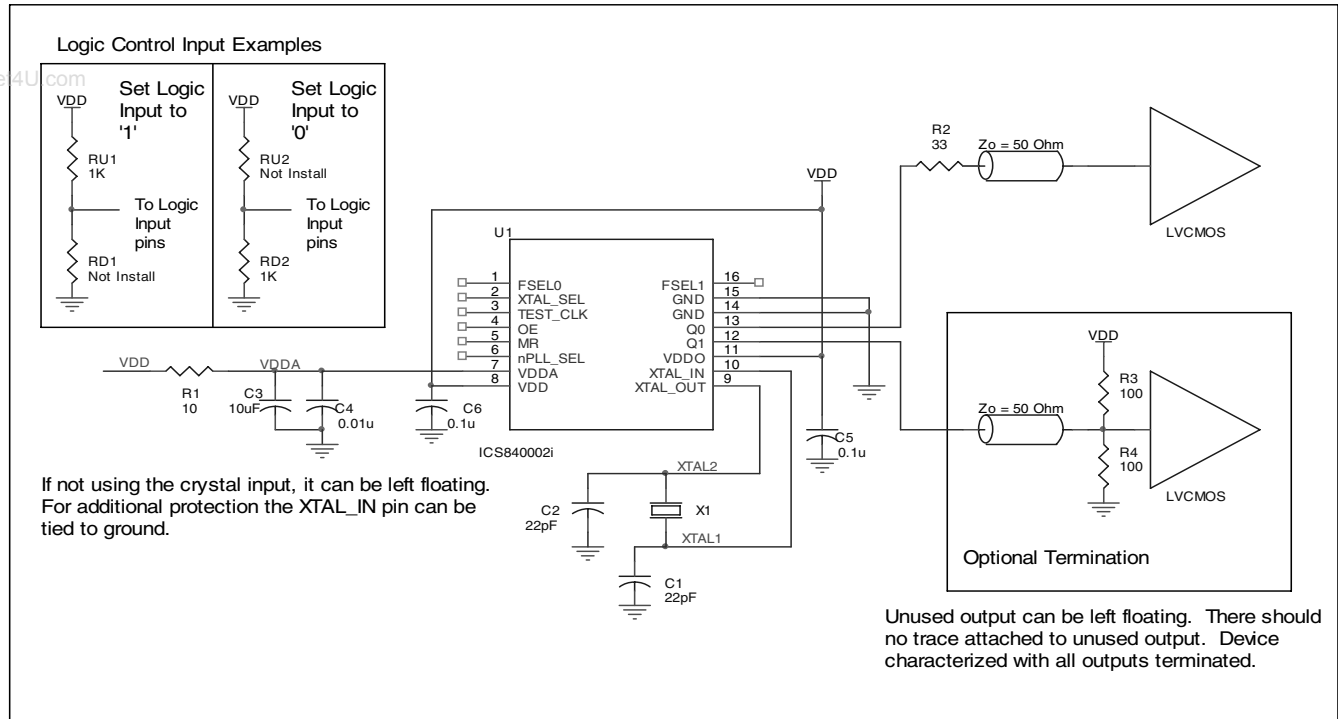 Logic Control Input Examples
et4U.com
Set Logic
Input to
'1'
VDD
RU1
1K
To Logic
Input
pins
RD1
Not Install
Set Logic
Input to
'0'
VDD
RU2
Not Install
To Logic
Input
pins
RD2
1K
VDD
R1
10
VDDA
C3
10uF
C4
0.01u
C6
0.1u
U1
1 FSEL0
2 XTAL_SEL
3 TEST_CLK
4 OE
5 MR
6 nPLL_SEL
7 VDDA
8 VDD
FSEL1 16
GND 15
GND 14
Q0 13
Q1 12
VDDO 11
XTAL_IN 10
XTAL_OUT 9
ICS840002i
VDD
C5
0.1u
R2
33
Zo = 50 Ohm
LVCMOS
VDD
R3
100
Zo = 50 Ohm
R4
100
LVCMOS
Optional Termination
XTAL2
C2
22pF
X1
XTAL1
C1
22pF
If not using the crystal input, it can be left floating.
For additional protection the XTAL_IN pin can be
tied to ground.
Unused output can be left floating. There should
no trace attached to unused output. Device
characterized with all outputs terminated.